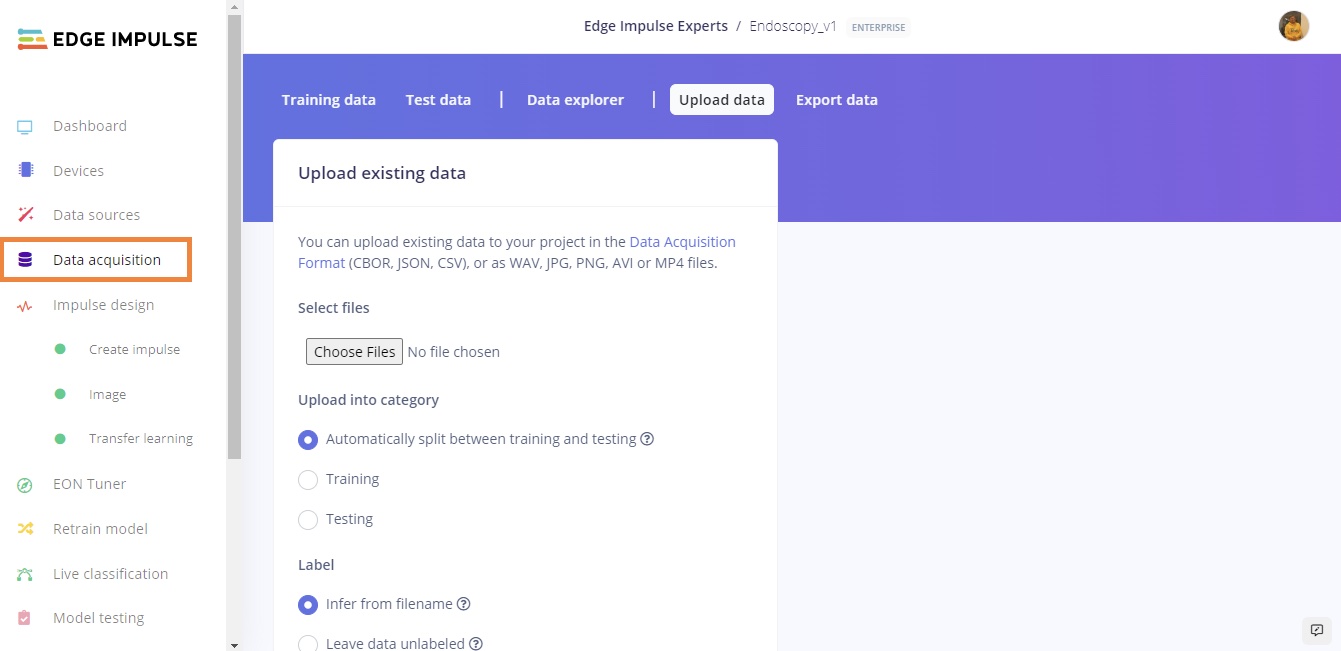 EDGE IMPULSE
Edge Impulse Experts / Endoscopy_v1 ENTERPRISE
Dashboard
Devices
Data sources
Data acquisition
Impulse design
Create impulse
Image
Transfer learning
EON Tuner
Retrain model
Live classification
Model testing
Training data Test data | Data explorer | Upload data Export data
Upload existing data
You can upload existing data to your project in the Data Acquisition
Format (CBOR, JSON, CSV), or as WAV, JPG, PNG, AVI or MP4 files.
Select files
Choose Files No file chosen
Upload into category
Automatically split between training and testing ?
Training
Testing
Label
Infer from filename ?
Leave data unlabeled ?